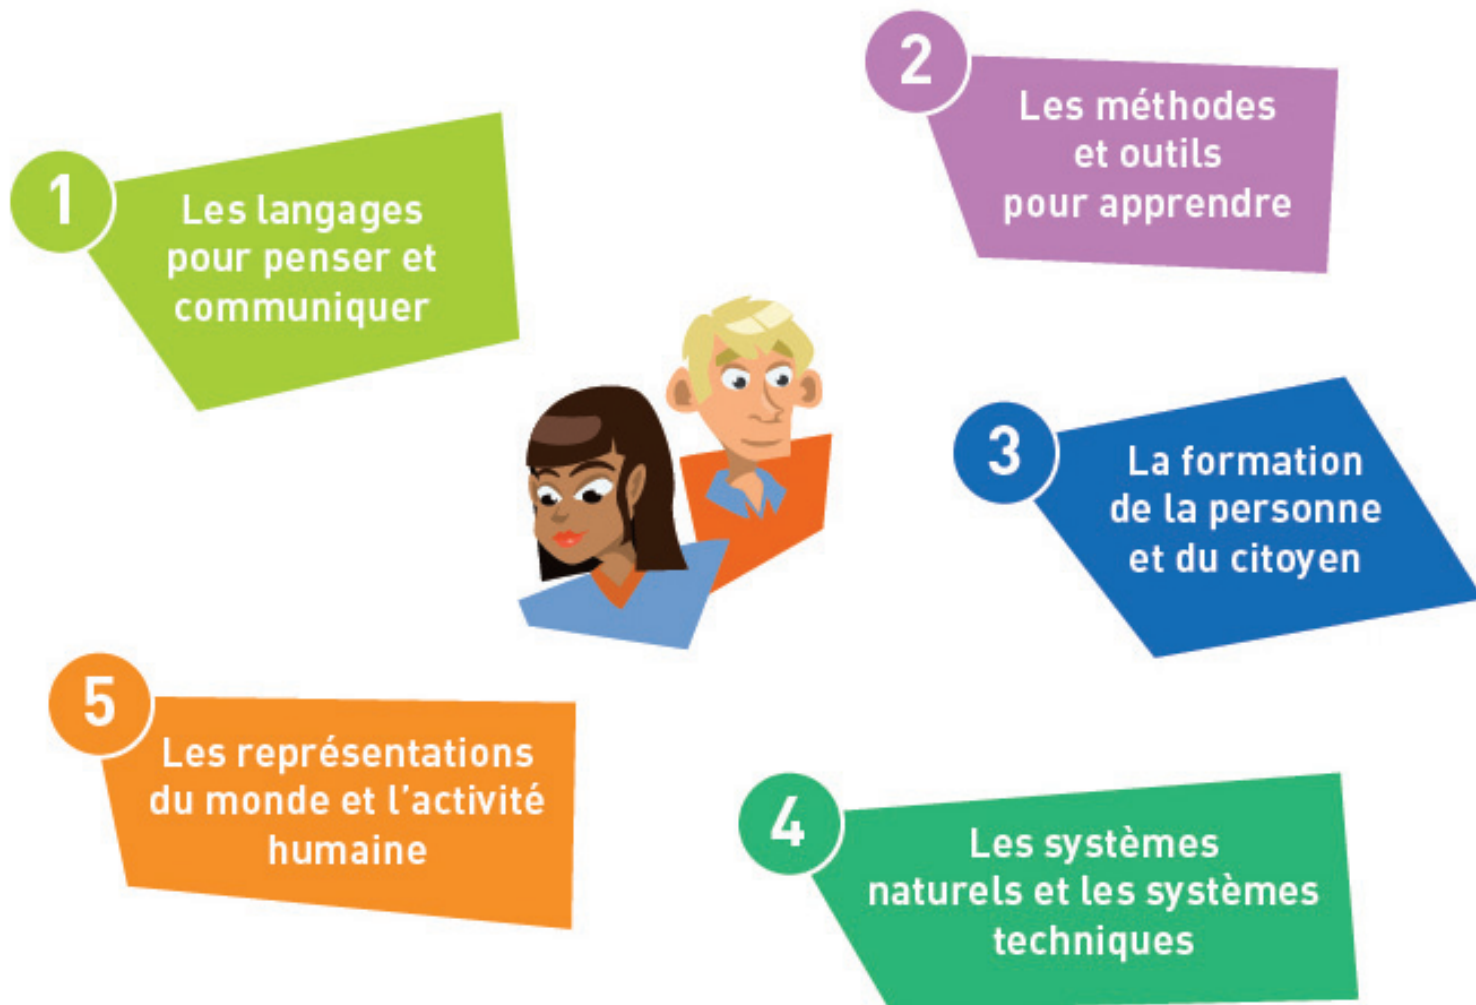 1
Les langages
pour penser et
communiquer
2
Les méthodes
et outils
pour apprendre
3
La formation
de la personne
et du citoyen
4
Les systèmes
naturels et les systèmes
techniques
5
Les représentations
du monde et l'activité
humaine